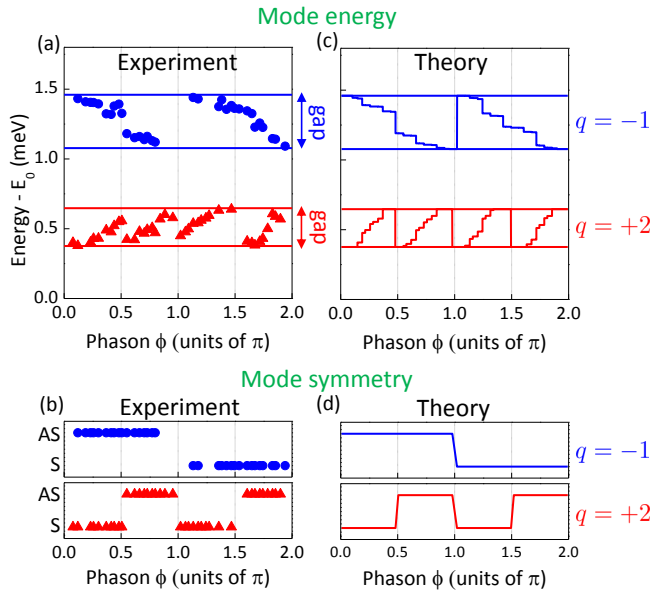 Mode energy
(a)
Experiment
1.5
1.0
0.5
0.0
Energy - E₀ (meV)
gap
gap
0.0 0.5 1.0 1.5 2.0
Phason ϕ (units of π)
(c)
Theory
q = −1
q = +2
0.0 0.5 1.0 1.5 2.0
Phason ϕ (units of π)
Mode symmetry
(b)
Experiment
AS
S
AS
S
0.0 0.5 1.0 1.5 2.0
Phason ϕ (units of π)
(d)
Theory
q = −1
q = +2
0.0 0.5 1.0 1.5 2.0
Phason ϕ (units of π)